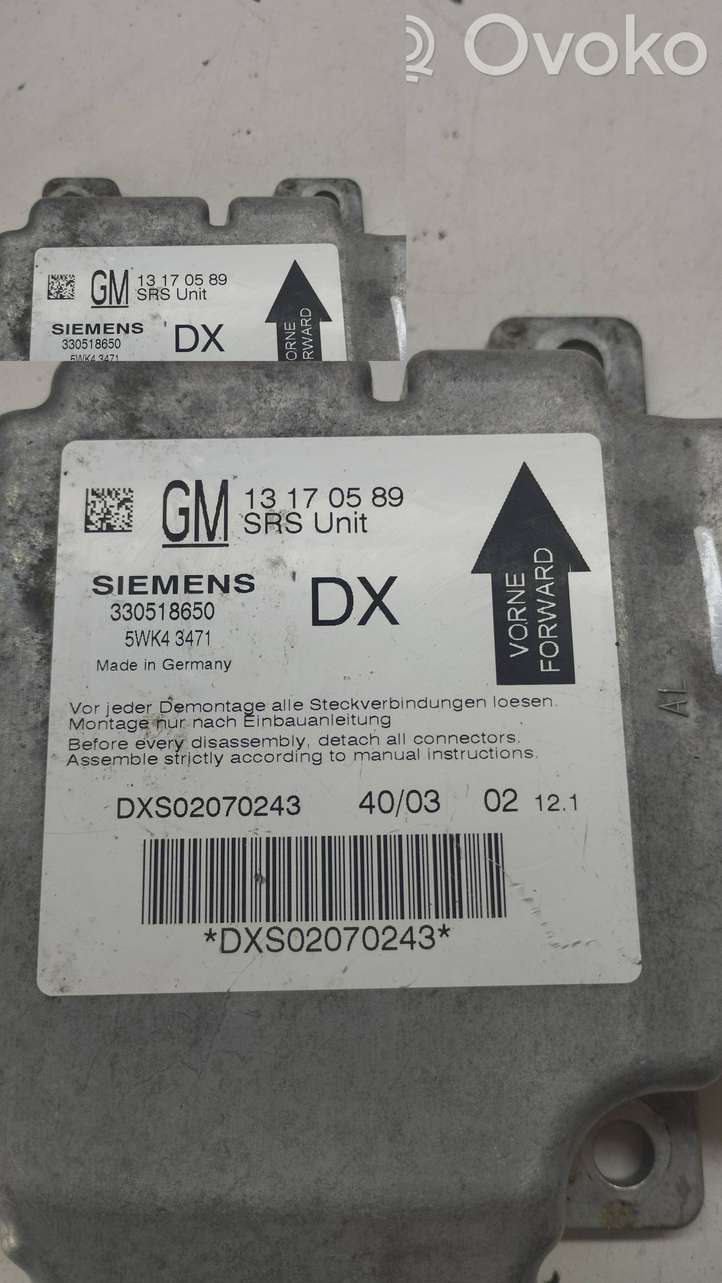 Ovoko
GM 13 17 05 89
SRS Unit
SIEMENS DX
330518650
5WK4 3471
VORNE
FORWARD
GM 13 17 05 89
SRS Unit
SIEMENS DX
330518650
5WK4 3471
Made in Germany
VORNE
FORWARD
Vor jeder Demontage alle Steckverbindungen loesen.
Montage nur nach Einbauanleitung
Before every disassembly, detach all connectors.
Assemble strictly according to manual instructions.
DXS02070243 40/03 02 12.1
*DXS02070243*
AL